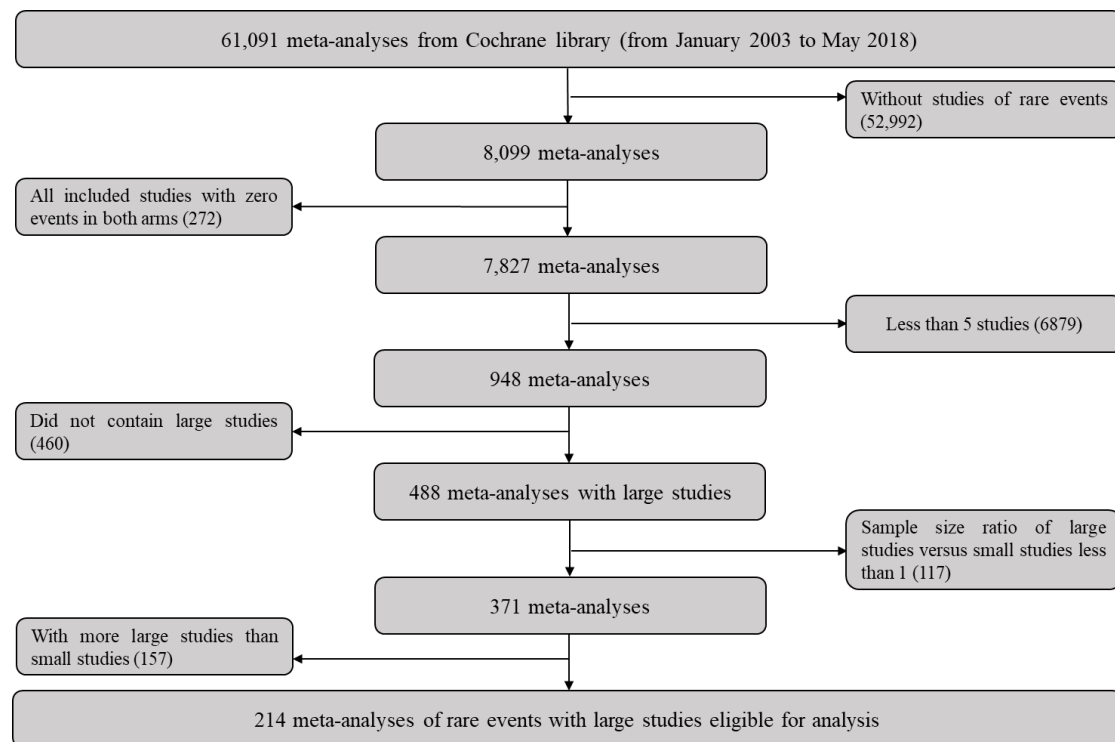 61,091 meta-analyses from Cochrane library (from January 2003 to May 2018)
Without studies of rare events
(52,992)
8,099 meta-analyses
All included studies with zero
events in both arms (272)
7,827 meta-analyses
Less than 5 studies (6879)
948 meta-analyses
Did not contain large studies
(460)
488 meta-analyses with large studies
Sample size ratio of large
studies versus small studies less
than 1 (117)
371 meta-analyses
With more large studies than
small studies (157)
214 meta-analyses of rare events with large studies eligible for analysis